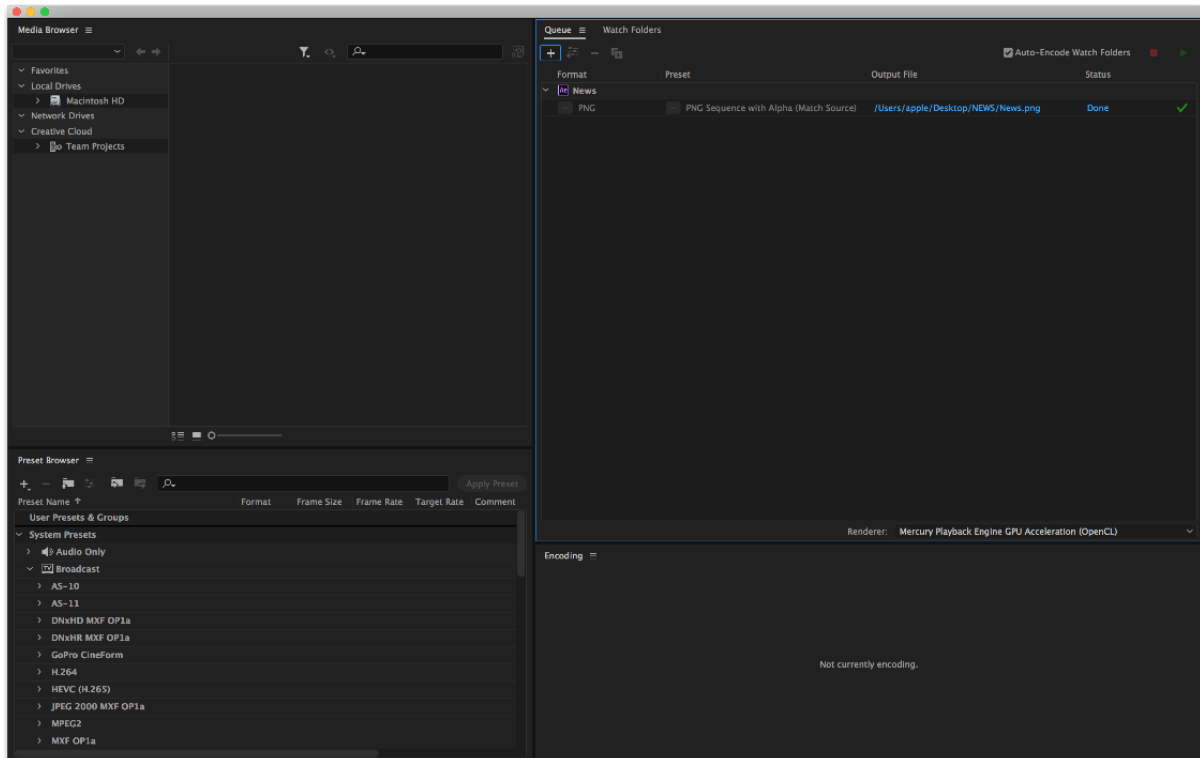 Media Browser
Favorites
Local Drives
Macintosh HD
Network Drives
Creative Cloud
Team Projects
Queue Watch Folders
Auto-Encode Watch Folders
Format Preset Output File Status
Ae News
PNG PNG Sequence with Alpha (Match Source) /Users/apple/Desktop/NEWS/News.png Done
Renderer: Mercury Playback Engine GPU Acceleration (OpenCL)
Preset Browser
Apply Preset
Preset Name Format Frame Size Frame Rate Target Rate Comment
User Presets & Groups
System Presets
Audio Only
TV Broadcast
AS-10
AS-11
DNxHD MXF OP1a
DNxHR MXF OP1a
GoPro CineForm
H.264
HEVC (H.265)
JPEG 2000 MXF OP1a
MPEG2
MXF OP1a
Encoding
Not currently encoding.